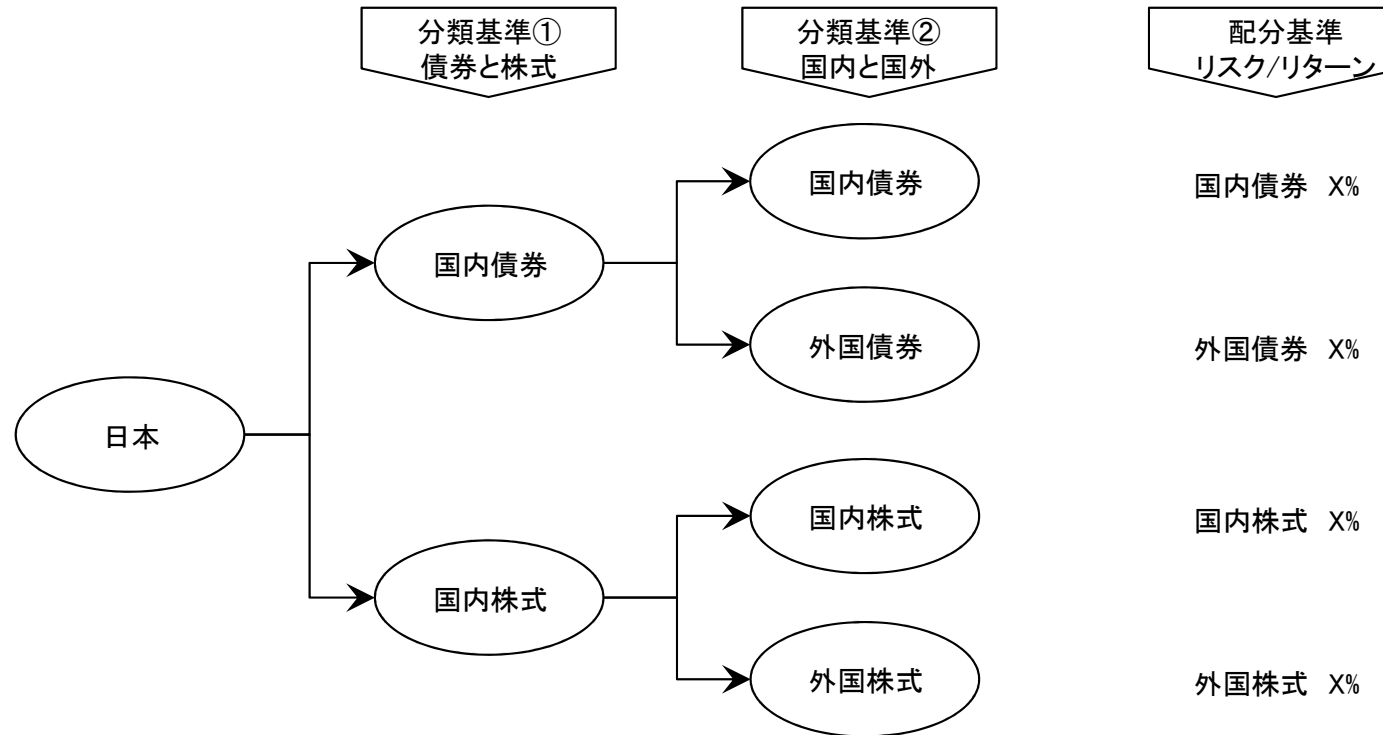 分類基準①
債券と株式
分類基準②
国内と国外
配分基準
リスク/リターン
国内債券
国内債券 X%
国内債券
外国債券
外国債券 X%
日本
国内株式
国内株式 X%
国内株式
外国株式
外国株式 X%